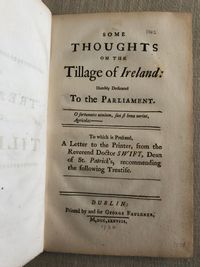 SOME
THOUGHTS
ON THE
Tillage of Ireland:
Humbly Dedicated
To the PARLIAMENT.
O fortunatos nimium, sua si bona norint,
Agricolas
To which is Prefixed,
A Letter to the Printer, from the
Reverend Doctor SWIFT, Dean
of St. Patrick's, recommending
the following Treatise.
DUBLIN:
Printed by and for GEORGE FAULKNER,